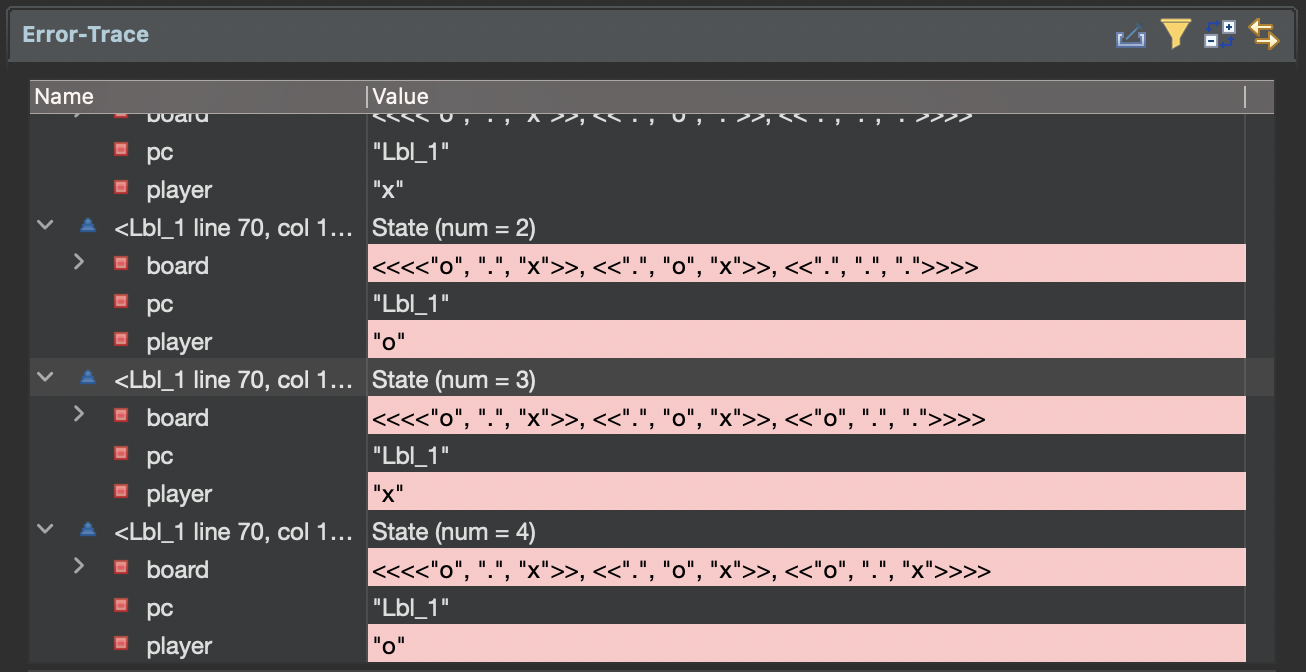 Error-Trace
Name Value
board <<<<"o", ".", "x">>, <<".", "o", ".">>, <<".", ".", ".">>>>
pc "Lbl_1"
player "x"
<Lbl_1 line 70, col 1... State (num = 2)
board <<<<"o", ".", "x">>, <<".", "o", "x">>, <<".", ".", ".">>>>
pc "Lbl_1"
player "o"
<Lbl_1 line 70, col 1... State (num = 3)
board <<<<"o", ".", "x">>, <<".", "o", "x">>, <<"o", ".", ".">>>>
pc "Lbl_1"
player "x"
<Lbl_1 line 70, col 1... State (num = 4)
board <<<<"o", ".", "x">>, <<".", "o", "x">>, <<"o", ".", "x">>>>
pc "Lbl_1"
player "o"